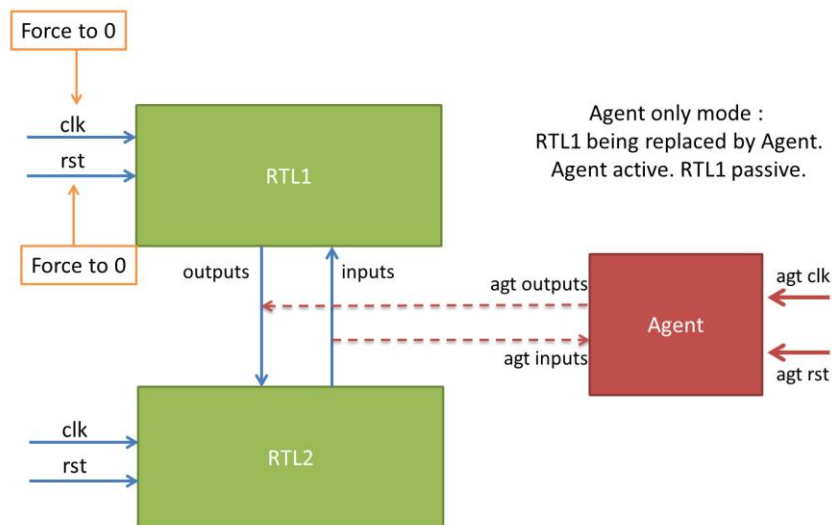 Force to 0
clk
rst
RTL1
Agent only mode :
RTL1 being replaced by Agent.
Agent active. RTL1 passive.
Force to 0
outputs
inputs
agt outputs
agt clk
Agent
agt inputs
agt rst
clk
rst
RTL2